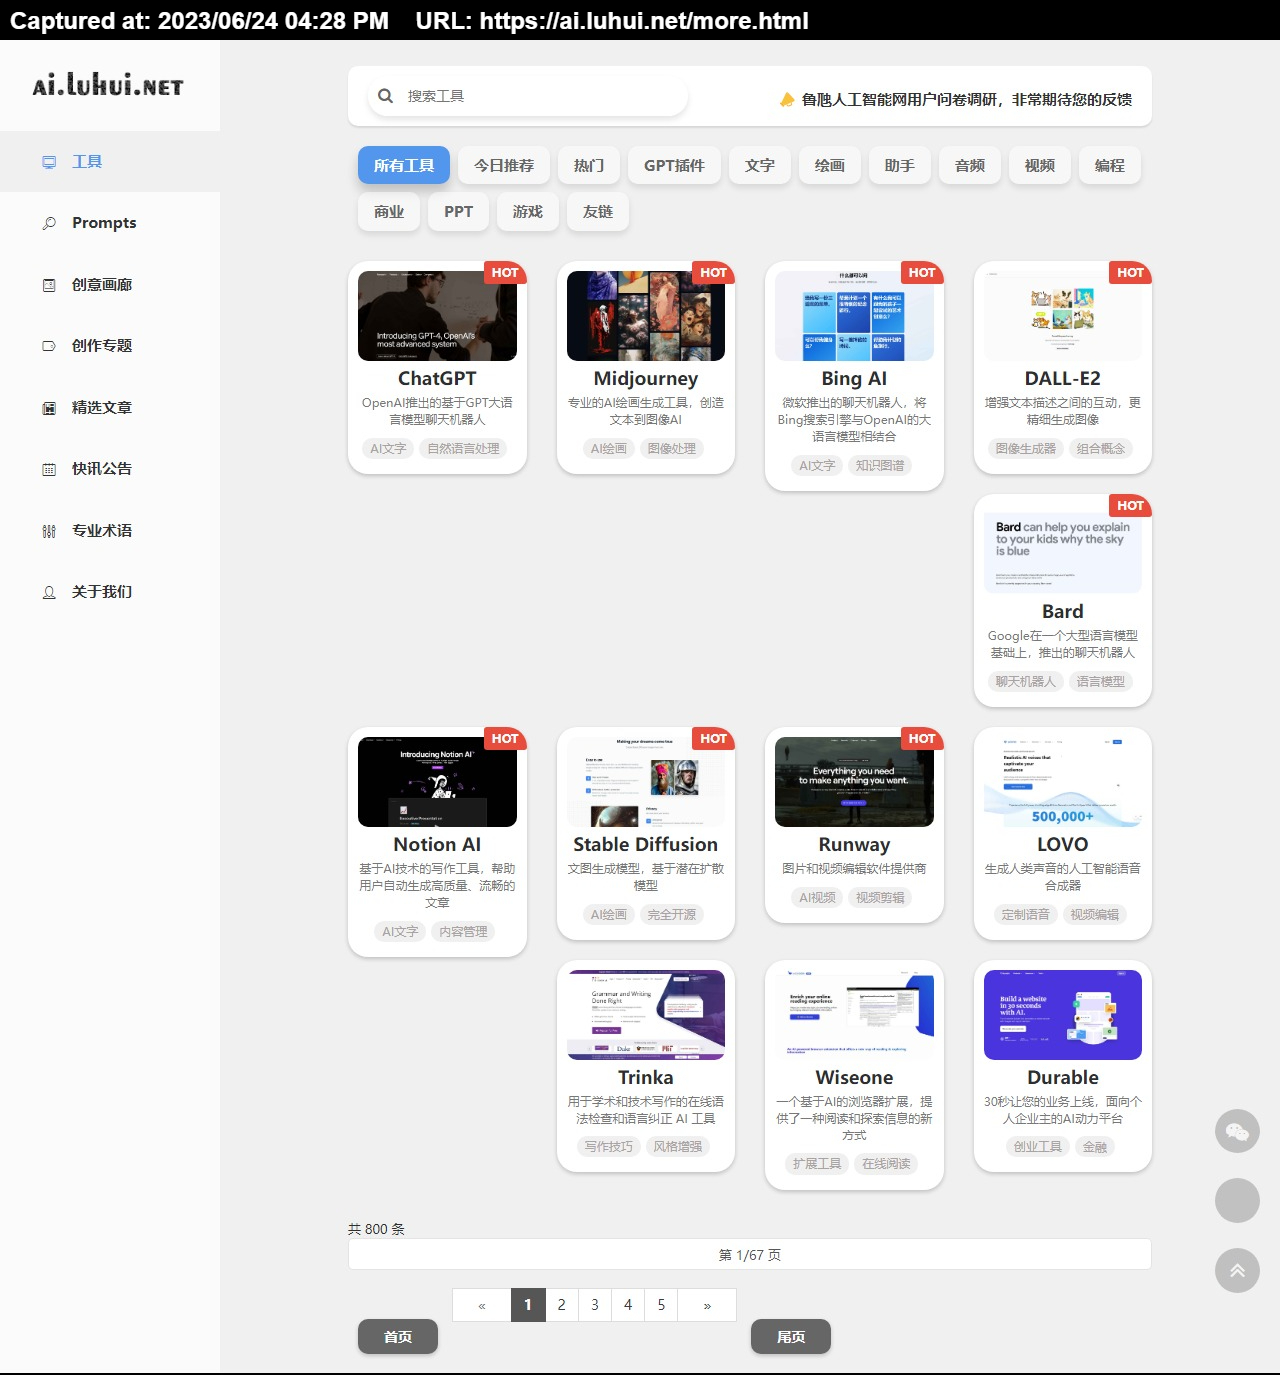 Captured at: 2023/06/24 04:28 PM    URL: https://ai.luhui.net/more.html
ai.luhui.net
搜索工具
鲁虺人工智能网用户问卷调研，非常期待您的反馈
工具
Prompts
创意画廊
创作专题
精选文章
快讯公告
专业术语
关于我们
所有工具 今日推荐 热门 GPT插件 文字 绘画 助手 音频 视频 编程
商业 PPT 游戏 友链
HOT
Introducing GPT-4, OpenAI's
most advanced system
ChatGPT
OpenAI推出的基于GPT大语
言模型聊天机器人
AI文字 自然语言处理
HOT
Midjourney
专业的AI绘画生成工具，创造
文本到图像AI
AI绘画 图像处理
HOT
什么都可以问
Bing AI
微软推出的聊天机器人，将
Bing搜索引擎与OpenAI的大
语言模型相结合
AI文字 知识图谱
HOT
DALL-E2
增强文本描述之间的互动，更
精细生成图像
图像生成器 组合概念
HOT
Bard can help you explain
to your kids why the sky
is blue
Bard
Google在一个大型语言模型
基础上，推出的聊天机器人
聊天机器人 语言模型
HOT
Introducing Notion AI
Notion AI
基于AI技术的写作工具，帮助
用户自动生成高质量、流畅的
文章
AI文字 内容管理
HOT
Making your dreams come true
Stable Diffusion
文图生成模型，基于潜在扩散
模型
AI绘画 完全开源
HOT
Everything you need
to make anything you want.
Runway
图片和视频编辑软件提供商
AI视频 视频剪辑
Realistic AI voices that
captivate your
audience
500,000+
LOVO
生成人类声音的人工智能语音
合成器
定制语音 视频编辑
Grammar and Writing
Done Right
Duke
MIT
Trinka
用于学术和技术写作的在线语
法检查和语言纠正 AI 工具
写作技巧 风格增强
Enrich your online
reading experience
Wiseone
一个基于AI的浏览器扩展，提
供了一种阅读和探索信息的新
方式
扩展工具 在线阅读
Build a website
in 30 seconds
with AI.
Durable
30秒让您的业务上线，面向个
人企业主的AI动力平台
创业工具 金融
共 800 条
第 1/67 页
« 1 2 3 4 5 »
首页 尾页